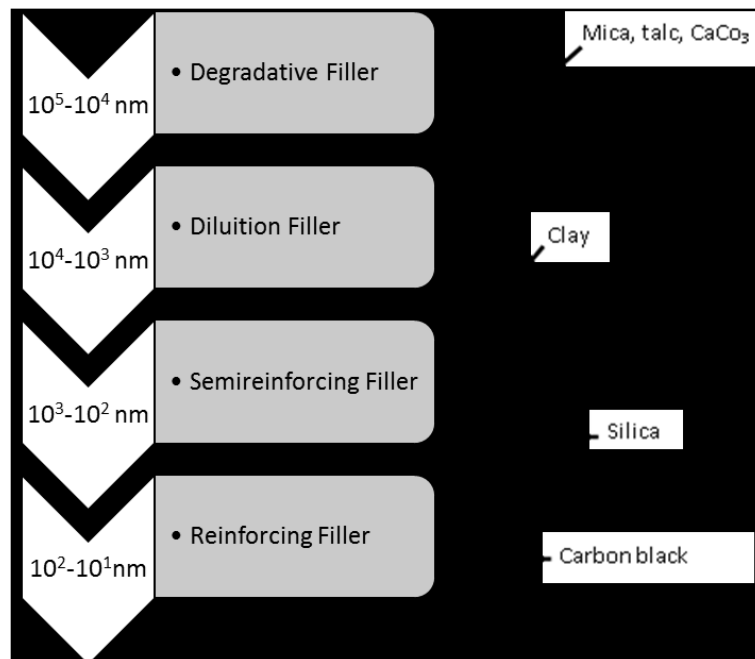 10⁵-10⁴ nm
• Degradative Filler
Mica, talc, CaCo₃
10⁴-10³ nm
• Diluition Filler
Clay
10³-10² nm
• Semireinforcing Filler
Silica
10²-10¹nm
• Reinforcing Filler
Carbon black